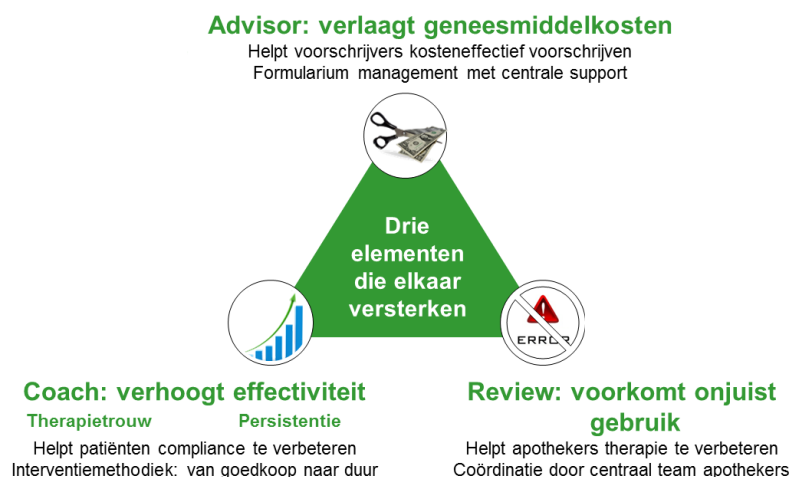 Advisor: verlaagt geneesmiddelkosten
Helpt voorschrijvers kosteneffectief voorschrijven
Formularium management met centrale support
Drie
elementen
die elkaar
versterken
ERROR
Coach: verhoogt effectiviteit
Therapietrouw Persistentie
Helpt patiënten compliance te verbeteren
Interventiemethodiek: van goedkoop naar duur
Review: voorkomt onjuist
gebruik
Helpt apothekers therapie te verbeteren
Coördinatie door centraal team apothekers